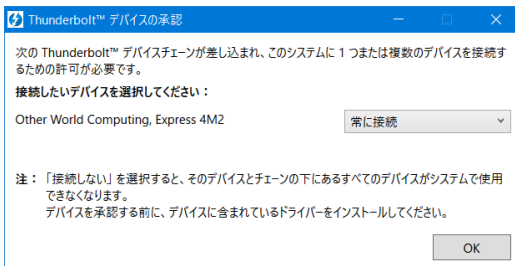 Thunderbolt™ デバイスの承認
次の Thunderbolt™ デバイスチェーンが差し込まれ、このシステムに 1 つまたは複数のデバイスを接続す
るための許可が必要です。
接続したいデバイスを選択してください：
Other World Computing, Express 4M2
常に接続
注： 「接続しない」を選択すると、そのデバイスとチェーンの下にあるすべてのデバイスがシステムで使用
できなくなります。
デバイスを承認する前に、デバイスに含まれているドライバーをインストールしてください。
OK